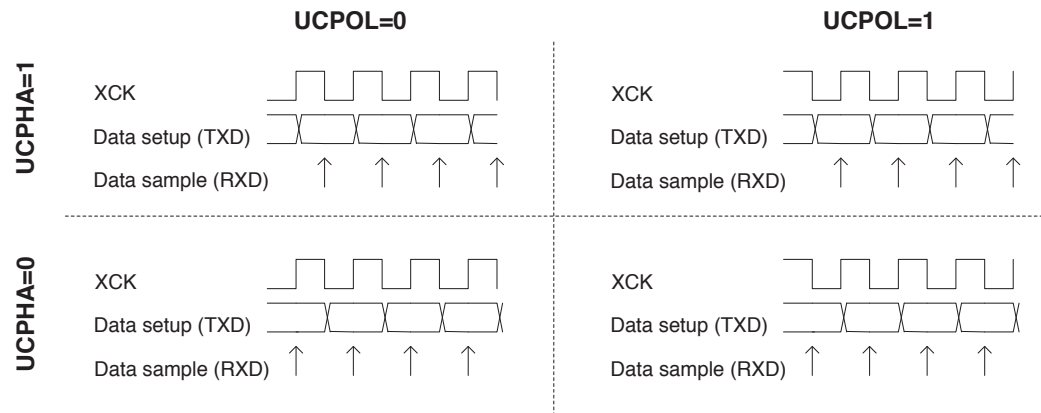 UCPOL=0
UCPOL=1
UCPHA=1
XCK
Data setup (TXD)
Data sample (RXD)
XCK
Data setup (TXD)
Data sample (RXD)
UCPHA=0
XCK
Data setup (TXD)
Data sample (RXD)
XCK
Data setup (TXD)
Data sample (RXD)